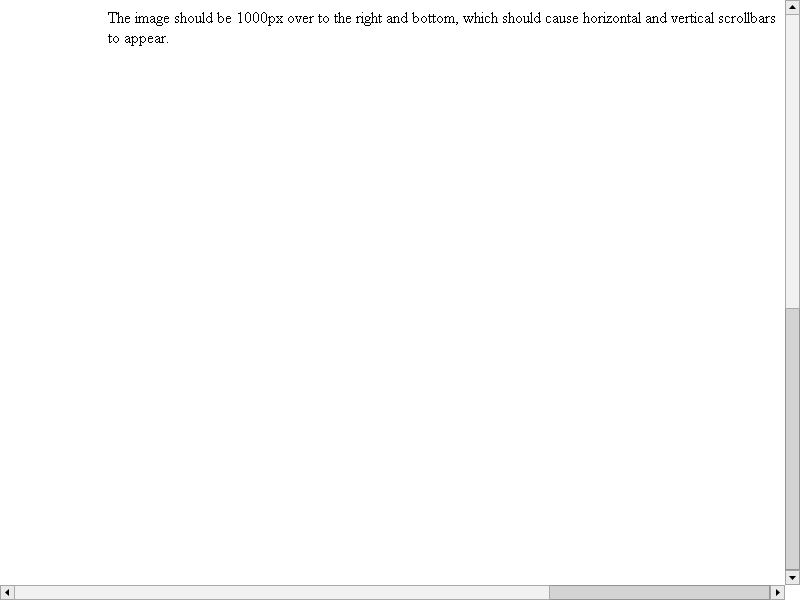 The image should be 1000px over to the right and bottom, which should cause horizontal and vertical scrollbars
to appear.